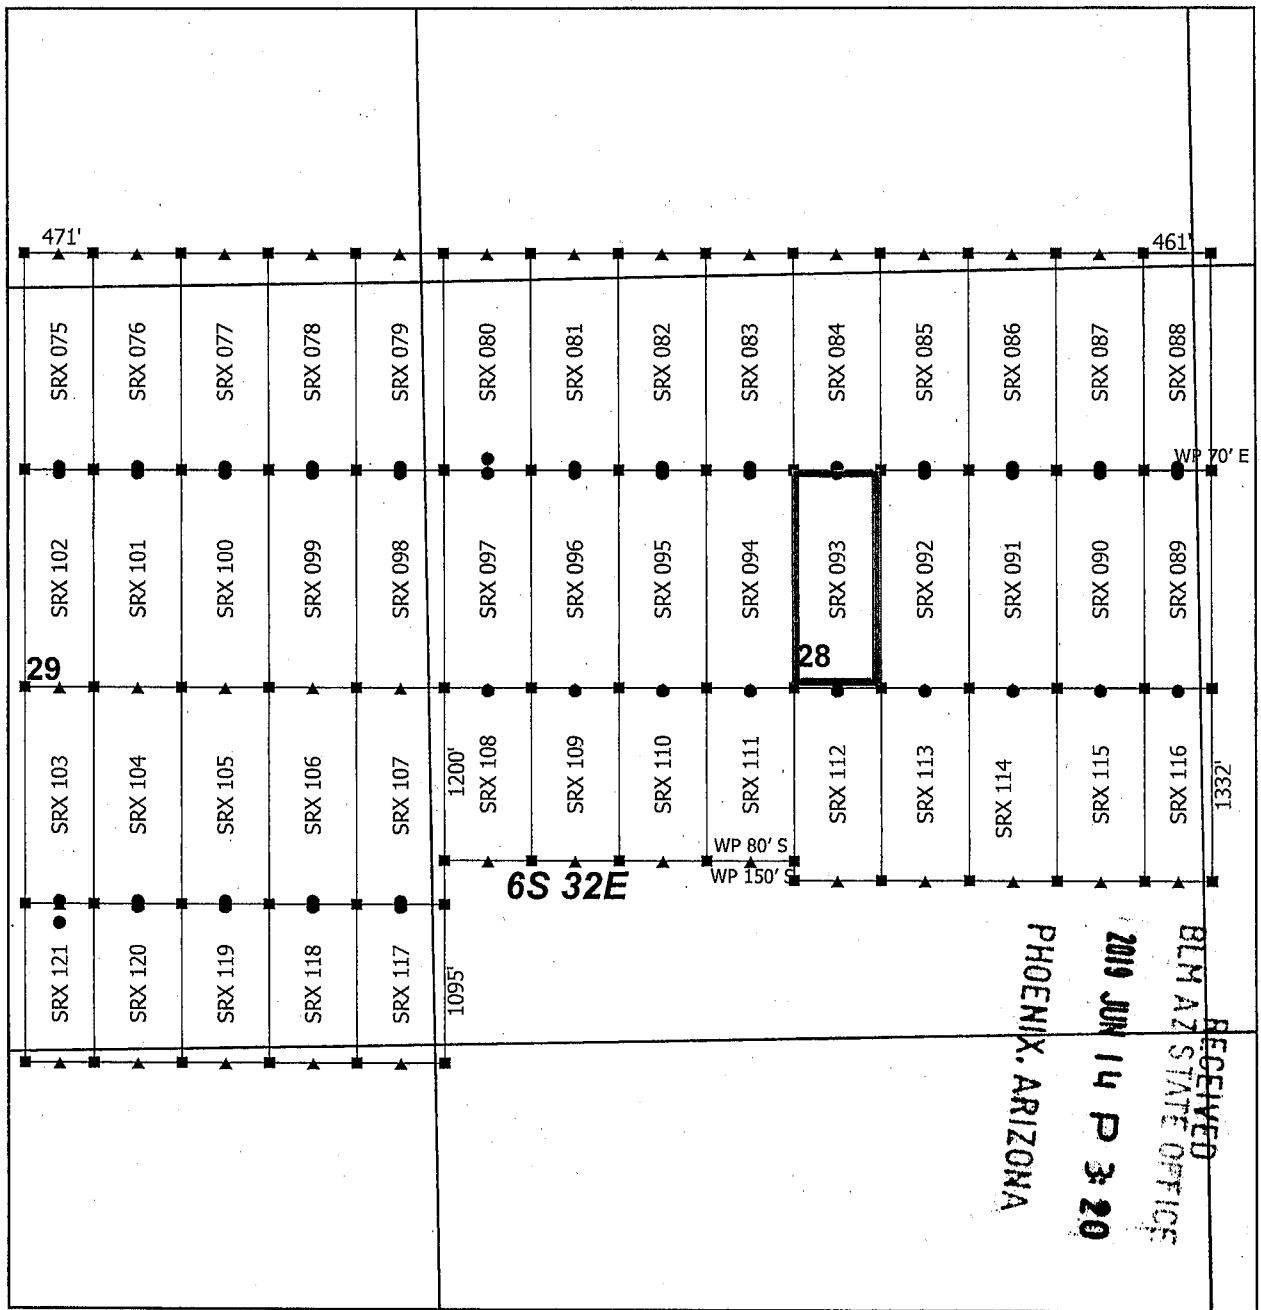 471'
461'
SRX 075
SRX 076
SRX 077
SRX 078
SRX 079
SRX 080
SRX 081
SRX 082
SRX 083
SRX 084
SRX 085
SRX 086
SRX 087
SRX 088
WP 70' E
SRX 102
SRX 101
SRX 100
SRX 099
SRX 098
SRX 097
SRX 096
SRX 095
SRX 094
SRX 093
SRX 092
SRX 091
SRX 090
SRX 089
29
28
SRX 103
SRX 104
SRX 105
SRX 106
SRX 107
1200'
SRX 108
SRX 109
SRX 110
SRX 111
SRX 112
SRX 113
SRX 114
SRX 115
SRX 116
1332'
WP 80' S
WP 150' S
6S 32E
SRX 121
SRX 120
SRX 119
SRX 118
SRX 117
1095'
RECEIVED
BLM AZ STATE OFFICE
2019 JUN 14 P 3:20
PHOENIX, ARIZONA